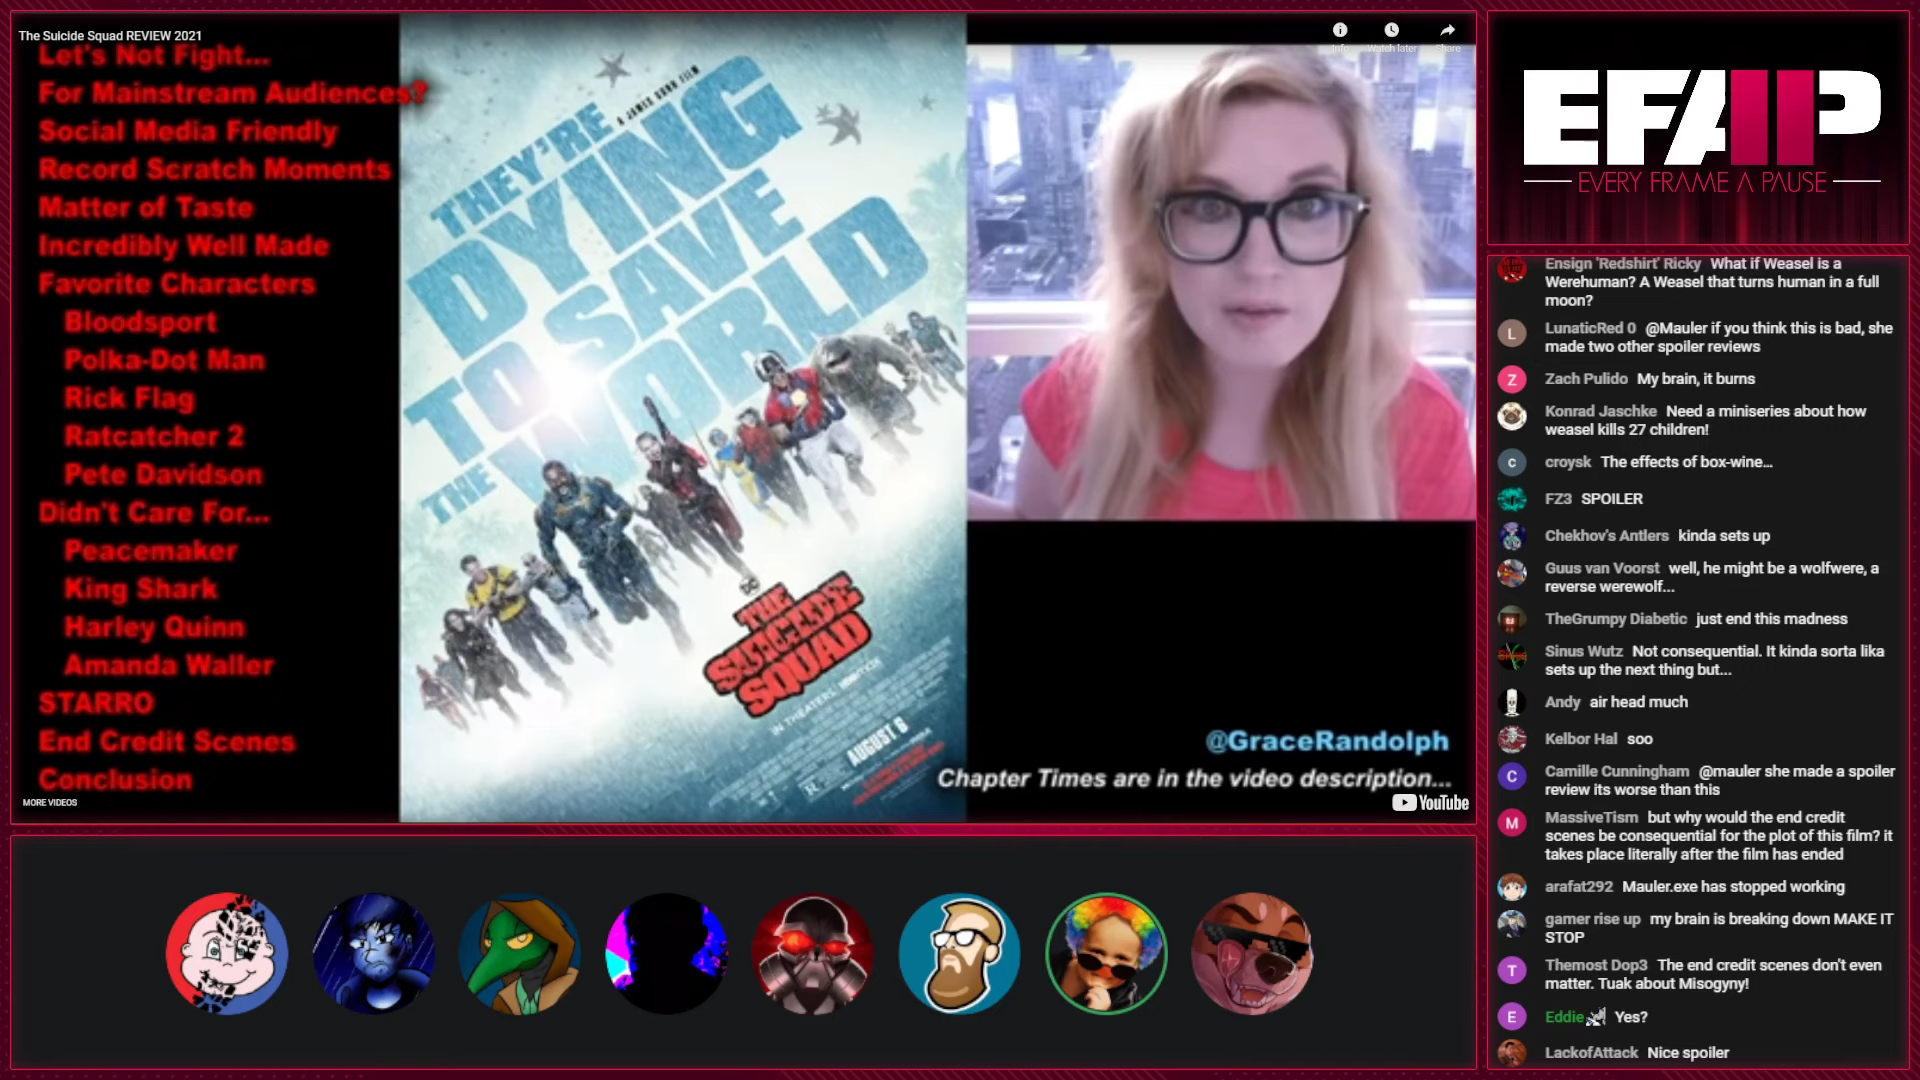 The Suicide Squad REVIEW 2021
Info
Watch later
Share
Let's Not Fight...
For Mainstream Audiences?
Social Media Friendly
Record Scratch Moments
Matter of Taste
Incredibly Well Made
Favorite Characters
Bloodsport
Polka-Dot Man
Rick Flag
Ratcatcher 2
Pete Davidson
Didn't Care For...
Peacemaker
King Shark
Harley Quinn
Amanda Waller
STARRO
End Credit Scenes
Conclusion
MORE VIDEOS
A JAMES GUNN FILM
THEY'RE
DYING
TO SAVE
THE WORLD
THE
SUICIDE
SQUAD
IN THEATERS
AUGUST 6
@GraceRandolph
Chapter Times are in the video description...
YouTube
EFAP
EVERY FRAME A PAUSE
Ensign 'Redshirt' Ricky What if Weasel is a
Werehuman? A Weasel that turns human in a full
moon?
L
LunaticRed 0 @Mauler if you think this is bad, she
made two other spoiler reviews
Z
Zach Pulido My brain, it burns
Konrad Jaschke Need a miniseries about how
weasel kills 27 children!
c
croysk The effects of box-wine...
FZ3 SPOILER
Chekhov's Antlers kinda sets up
Guus van Voorst well, he might be a wolfwere, a
reverse werewolf...
TheGrumpy Diabetic just end this madness
Sinus Wutz Not consequential. It kinda sorta lika
sets up the next thing but...
Andy air head much
Kelbor Hal soo
C
Camille Cunningham @mauler she made a spoiler
review its worse than this
M
MassiveTism but why would the end credit
scenes be consequential for the plot of this film? it
takes place literally after the film has ended
arafat292 Mauler.exe has stopped working
gamer rise up my brain is breaking down MAKE IT
STOP
T
Themost Dop3 The end credit scenes don't even
matter. Tuak about Misogyny!
E
Eddie Yes?
LackofAttack Nice spoiler